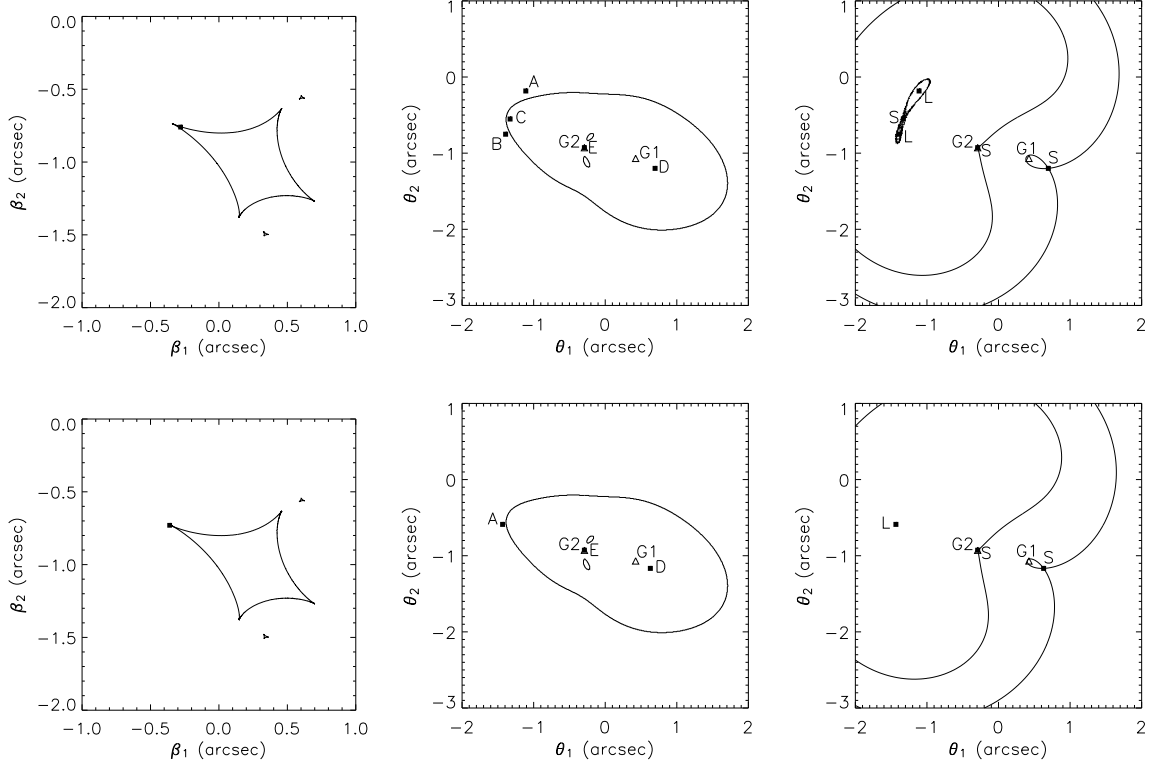 0.0
-0.5
-1.0
-1.5
-2.0
β2 (arcsec)
-1.0 -0.5 0.0 0.5 1.0
β1 (arcsec)
1
0
-1
-2
-3
θ2 (arcsec)
A
C
B
G2
E
G1
D
-2 -1 0 1 2
θ1 (arcsec)
1
0
-1
-2
-3
θ2 (arcsec)
L
S
L
G2
S
G1
S
-2 -1 0 1 2
θ1 (arcsec)
0.0
-0.5
-1.0
-1.5
-2.0
β2 (arcsec)
-1.0 -0.5 0.0 0.5 1.0
β1 (arcsec)
1
0
-1
-2
-3
θ2 (arcsec)
A
G2
E
G1
D
-2 -1 0 1 2
θ1 (arcsec)
1
0
-1
-2
-3
θ2 (arcsec)
L
G2
S
G1
S
-2 -1 0 1 2
θ1 (arcsec)